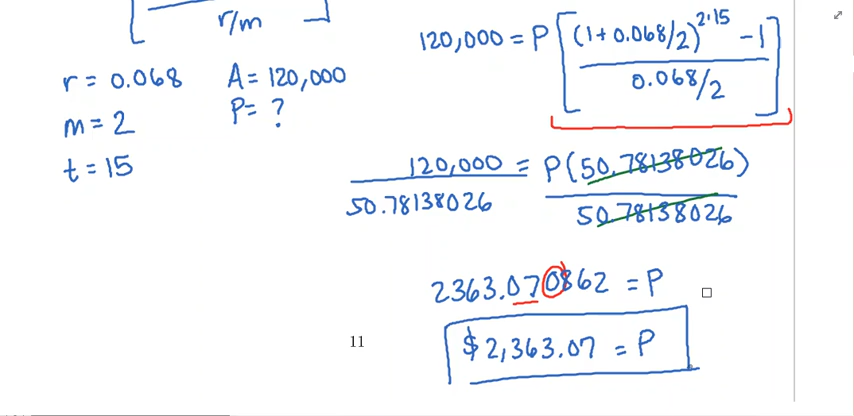 r/m
120,000 = P [ (1+0.068/2)^2·15 - 1
0.068/2 ]
r = 0.068 A = 120,000
m = 2 P = ?
t = 15
120,000 = P(50.78138026)
50.78138026 50.78138026
2363.070862 = P
$2,363.07 = P
11